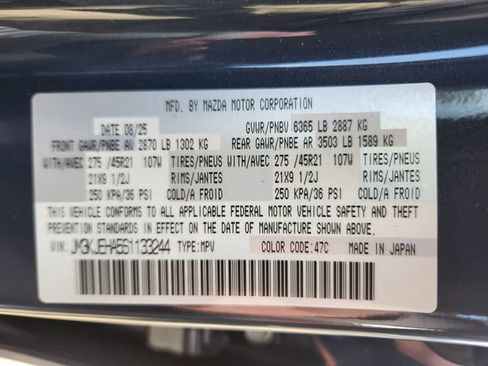 MFD. BY MAZDA MOTOR CORPORATION
DATE 08/25 GVWR/PNBV 6365 LB 2887 KG
FRONT GAWR/PNBE AV 2870 LB 1302 KG REAR GAWR/PNBE AR 3503 LB 1589 KG
WITH/AVEC 275 /45R21 107W TIRES/PNEUS WITH/AVEC 275 /45R21 107W TIRES/PNEUS
21X9 1/2J RIMS/JANTES 21X9 1/2J RIMS/JANTES
250 KPA/36 PSI COLD/A FROID 250 KPA/36 PSI COLD/A FROID
THIS VEHICLE CONFORMS TO ALL APPLICABLE FEDERAL MOTOR VEHICLE SAFETY AND THEFT
PREVENTION STANDARDS IN EFFECT ON THE DATE OF MANUFACTURE SHOWN ABOVE.
VIN: JM3KJEHA5S1133244 TYPE:MPV COLOR CODE:47C MADE IN JAPAN